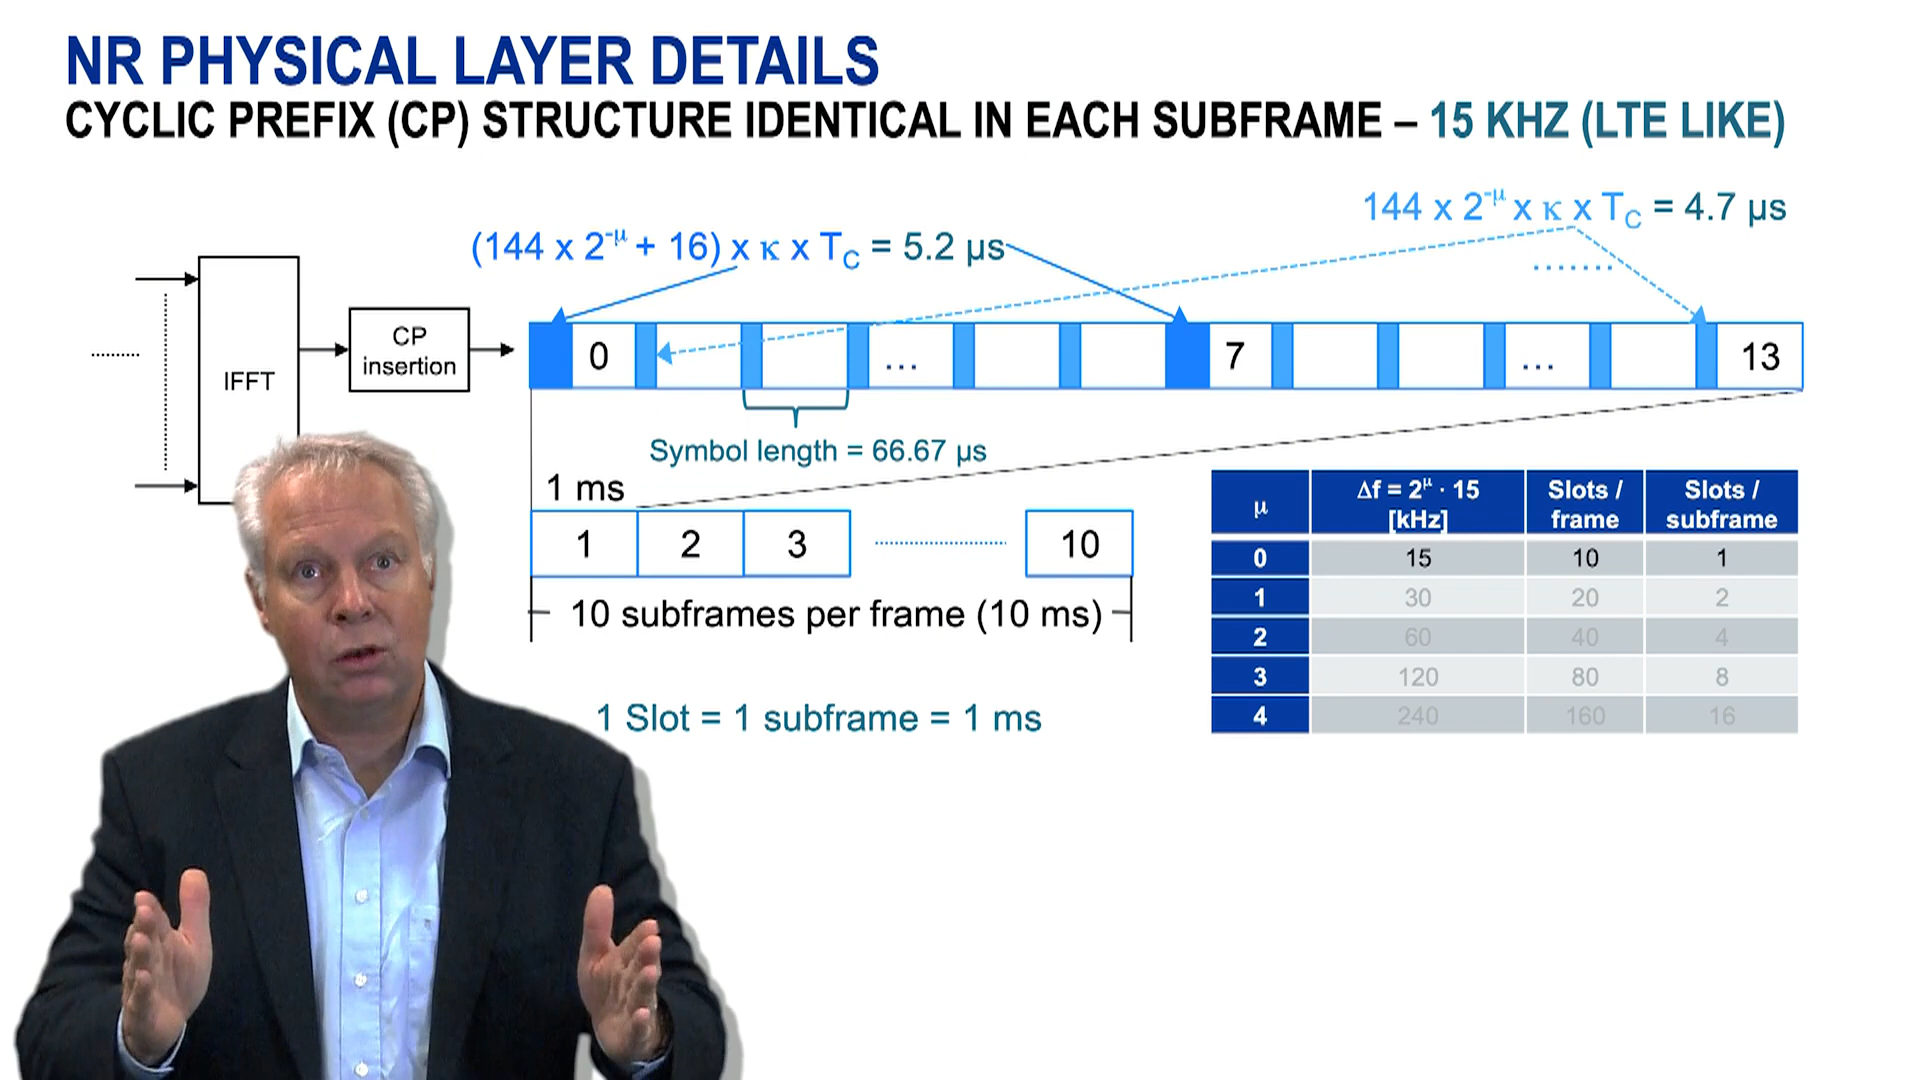 NR PHYSICAL LAYER DETAILS
CYCLIC PREFIX (CP) STRUCTURE IDENTICAL IN EACH SUBFRAME – 15 KHZ (LTE LIKE)
144 x 2^-μ x κ x T_C = 4.7 μs
(144 x 2^-μ + 16) x κ x T_C = 5.2 μs
........
IFFT
CP
insertion
0 ... 7 ... 13
Symbol length = 66.67 μs
1 ms
1 2 3 10
10 subframes per frame (10 ms)
1 Slot = 1 subframe = 1 ms
μ Δf = 2^μ · 15 [kHz] Slots / frame Slots / subframe
0 15 10 1
1 30 20 2
2 60 40 4
3 120 80 8
4 240 160 16